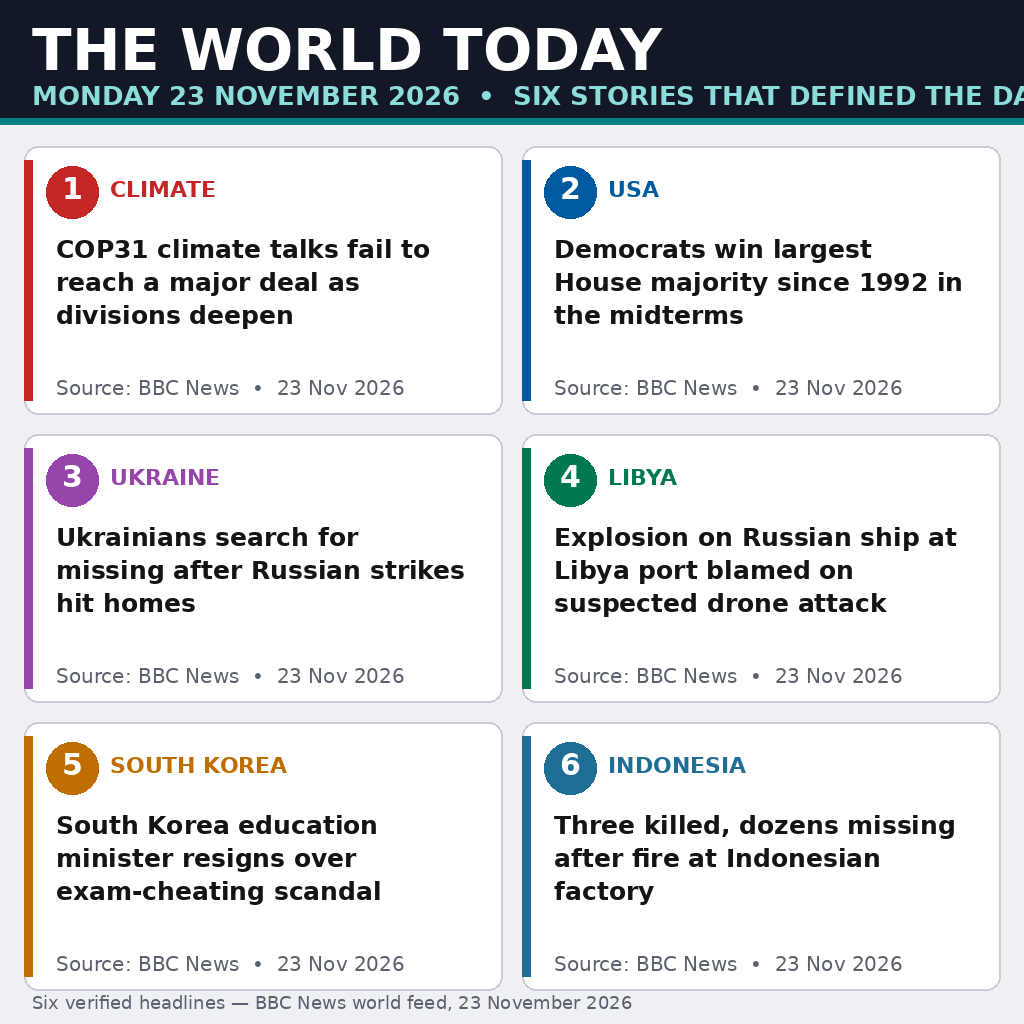 THE WORLD TODAY
MONDAY 23 NOVEMBER 2026 • SIX STORIES THAT DEFINED THE DA
1 CLIMATE
COP31 climate talks fail to
reach a major deal as
divisions deepen
Source: BBC News • 23 Nov 2026
2 USA
Democrats win largest
House majority since 1992 in
the midterms
Source: BBC News • 23 Nov 2026
3 UKRAINE
Ukrainians search for
missing after Russian strikes
hit homes
Source: BBC News • 23 Nov 2026
4 LIBYA
Explosion on Russian ship at
Libya port blamed on
suspected drone attack
Source: BBC News • 23 Nov 2026
5 SOUTH KOREA
South Korea education
minister resigns over
exam-cheating scandal
Source: BBC News • 23 Nov 2026
6 INDONESIA
Three killed, dozens missing
after fire at Indonesian
factory
Source: BBC News • 23 Nov 2026
Six verified headlines — BBC News world feed, 23 November 2026